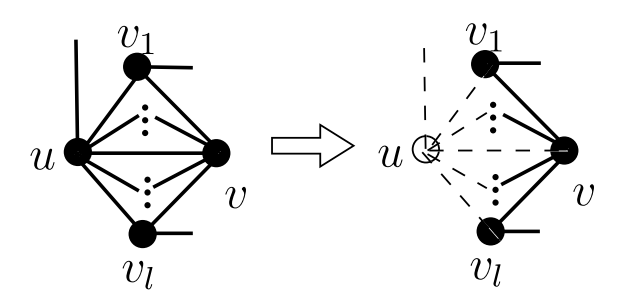 v₁ v₁
u v u v
vₗ vₗ